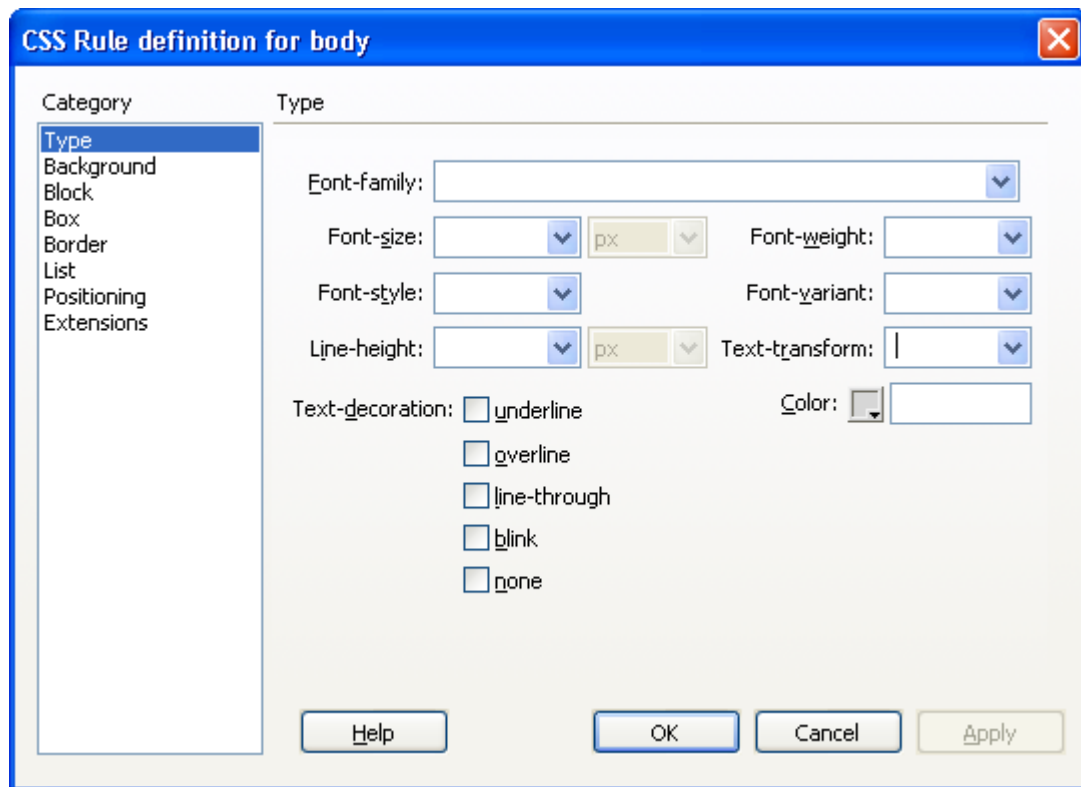 CSS Rule definition for body
Category
Type
Type
Background
Block
Box
Border
List
Positioning
Extensions
Font-family:
Font-size: px Font-weight:
Font-style: Font-variant:
Line-height: px Text-transform:
Text-decoration: underline Color:
overline
line-through
blink
none
Help OK Cancel Apply